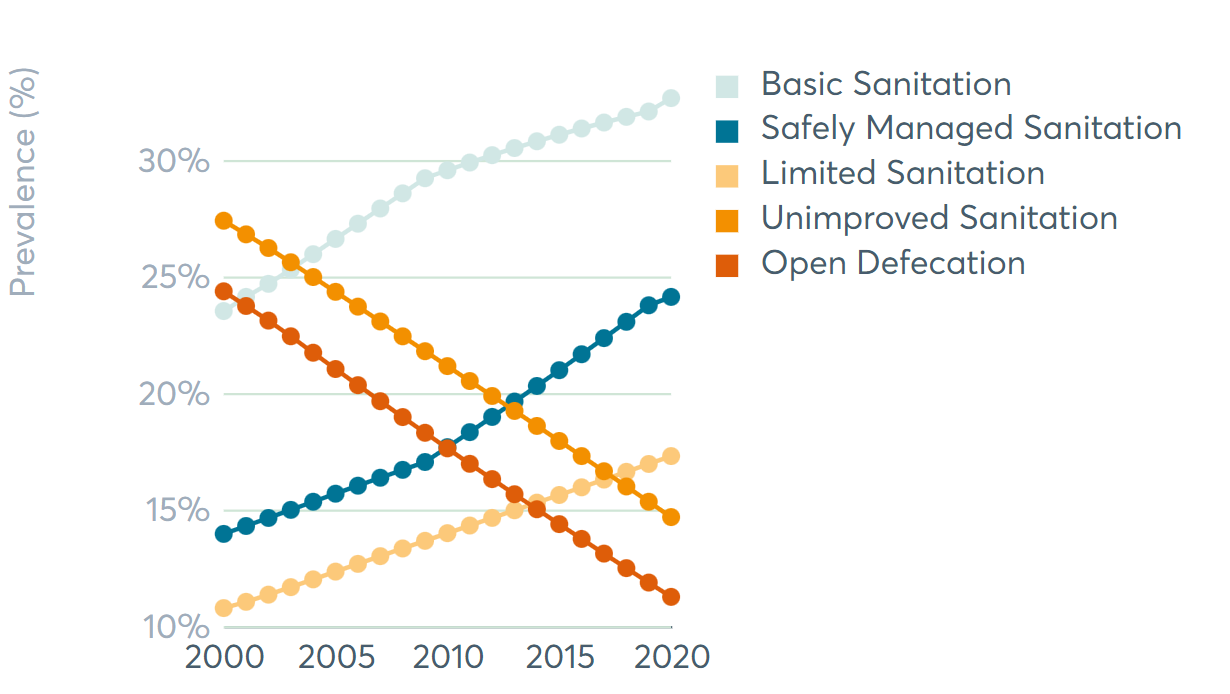 Prevalence (%)
30%
25%
20%
15%
10%
2000 2005 2010 2015 2020
Basic Sanitation
Safely Managed Sanitation
Limited Sanitation
Unimproved Sanitation
Open Defecation